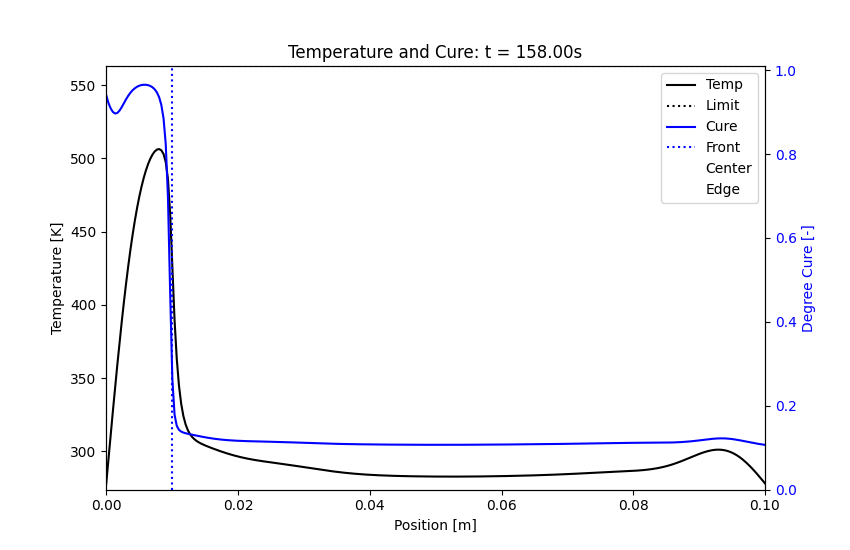 Temperature and Cure: t = 158.00s
Temperature [K]
550
500
450
400
350
300
1.0
0.8
0.6
0.4
0.2
0.0
Degree Cure [-]
Temp
Limit
Cure
Front
Center
Edge
0.00 0.02 0.04 0.06 0.08 0.10
Position [m]